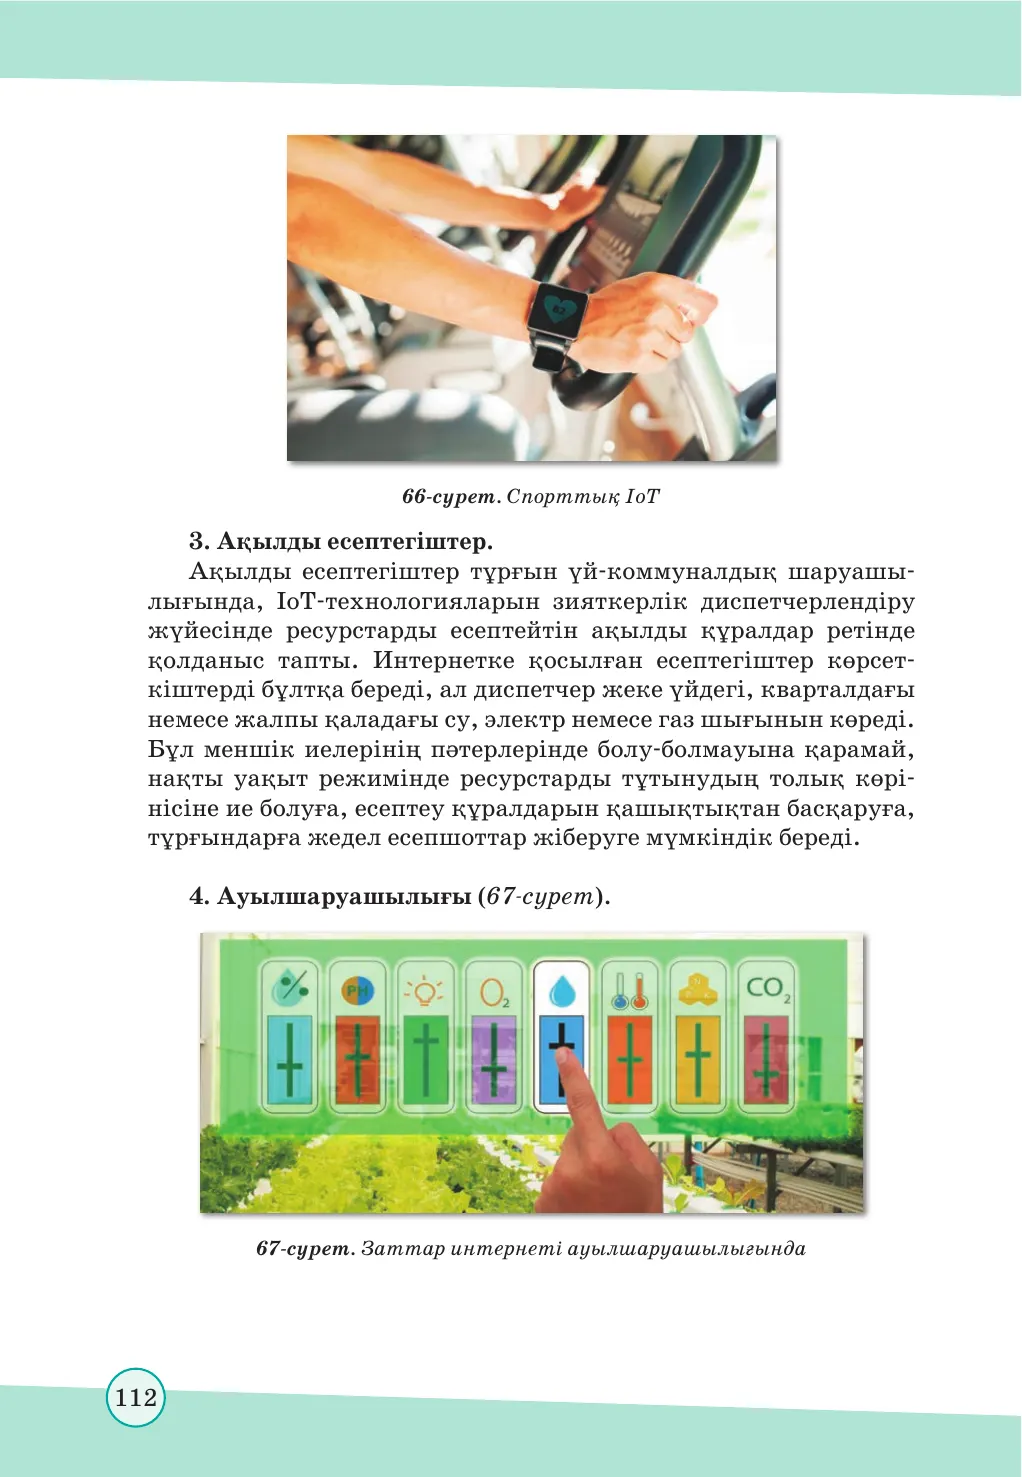 66-сурет. Спорттық IoT
3. Ақылды есептегіштер.
Ақылды есептегіштер тұрғын үй-коммуналдық шаруашы-
лығында, IoT-технологияларын зияткерлік диспетчерлендіру
жүйесінде ресурстарды есептейтін ақылды құралдар ретінде
қолданыс тапты. Интернетке қосылған есептегіштер көрсет-
кіштерді бұлтқа береді, ал диспетчер жеке үйдегі, кварталдағы
немесе жалпы қаладағы су, электр немесе газ шығынын көреді.
Бұл меншік иелерінің пәтерлерінде болу-болмауына қарамай,
нақты уақыт режимінде ресурстарды тұтынудың толық көрі-
нісіне ие болуға, есептеу құралдарын қашықтықтан басқаруға,
тұрғындарға жедел есепшоттар жіберуге мүмкіндік береді.
4. Ауылшаруашылығы (67-сурет).
% PH O2 CO2
67-сурет. Заттар интернеті ауылшаруашылығында
112